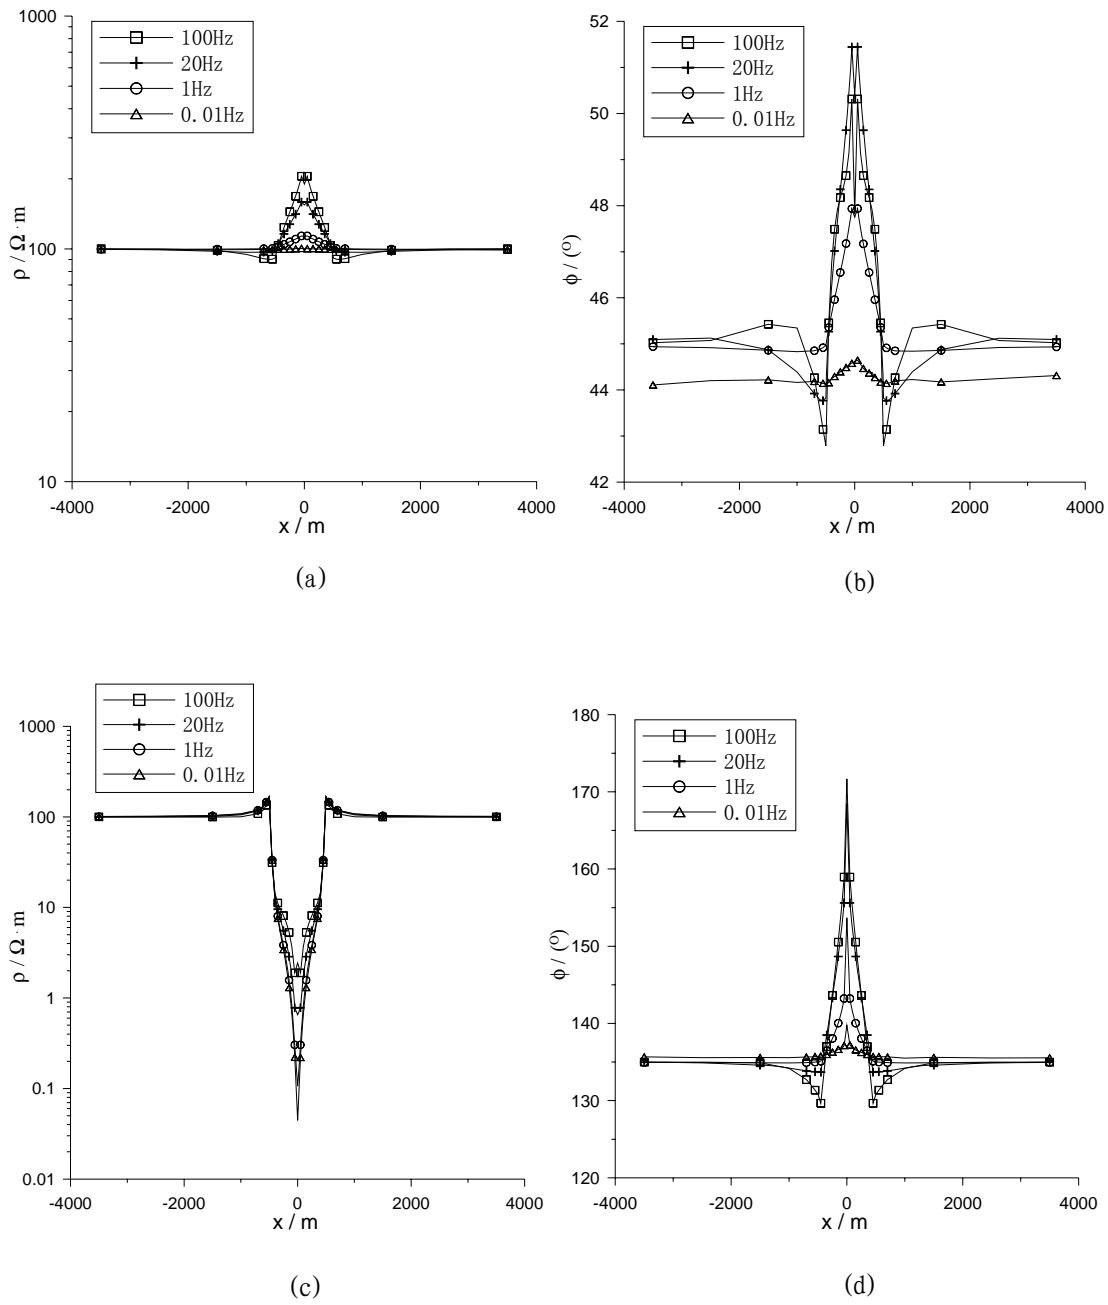 1000
100
10
ρ / Ω·m
100Hz
20Hz
1Hz
0.01Hz
-4000 -2000 0 2000 4000
x / m
(a)
52
50
48
46
44
42
ϕ / (º)
100Hz
20Hz
1Hz
0.01Hz
-4000 -2000 0 2000 4000
x / m
(b)
1000
100
10
1
0.1
0.01
ρ / Ω·m
100Hz
20Hz
1Hz
0.01Hz
-4000 -2000 0 2000 4000
x / m
(c)
180
170
160
150
140
130
120
ϕ / (º)
100Hz
20Hz
1Hz
0.01Hz
-4000 -2000 0 2000 4000
x / m
(d)